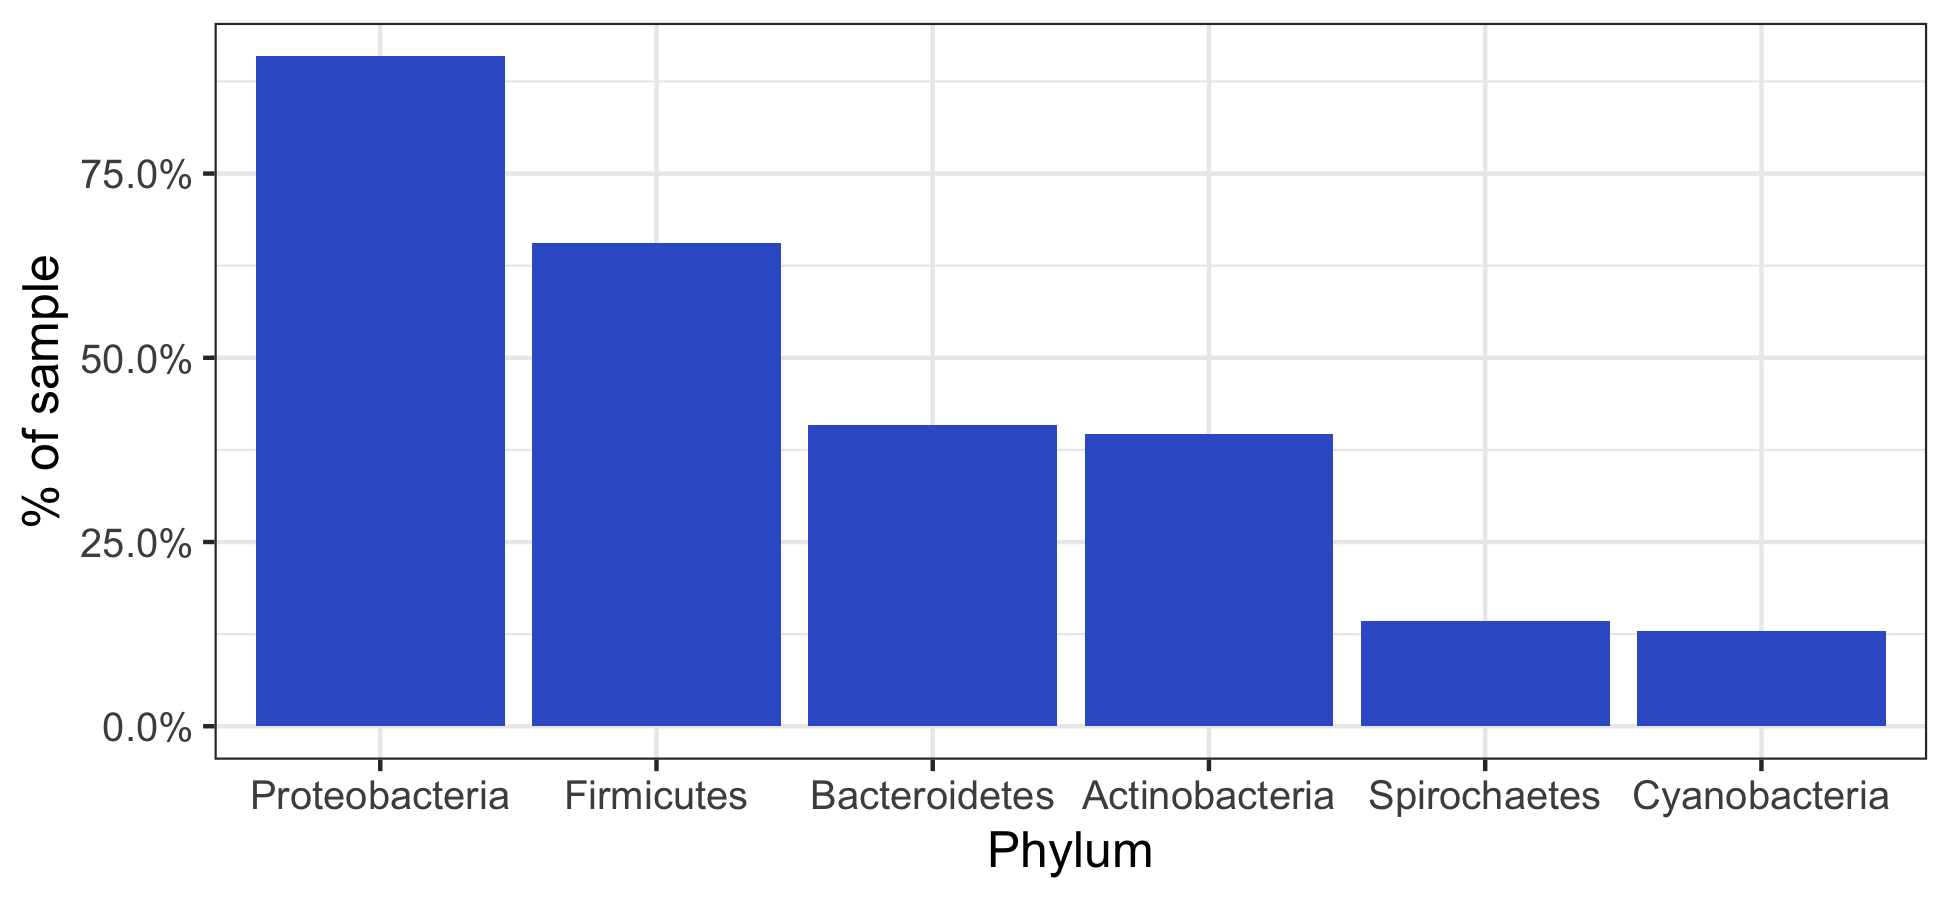 % of sample
75.0%
50.0%
25.0%
0.0%
Proteobacteria Firmicutes Bacteroidetes Actinobacteria Spirochaetes Cyanobacteria
Phylum